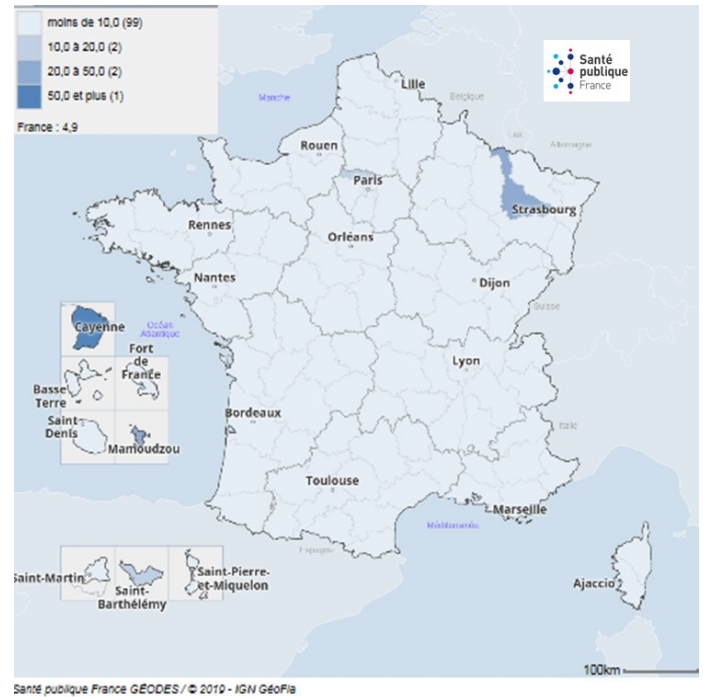 moins de 10,0 (99)
10,0 à 20,0 (2)
20,0 à 50,0 (2)
50,0 et plus (1)
France : 4,9
Santé
publique
France
Manche
Lille
Belgique
LUX
Allemagne
Rouen
Paris
Strasbourg
Rennes
Orléans
Nantes
Dijon
Suisse
Cayenne
Océan
Atlantique
Fort
de
France
Basse
Terre
Lyon
Saint-
Denis
Mamoudzou
Bordeaux
Italie
Toulouse
Marseille
Méditerranée
Espagne
Saint-Martin
Saint-
Barthélémy
Saint-Pierre-
et-Miquelon
Ajaccio
100km
Santé publique France GÉODES / © 2019 - IGN GéoFla